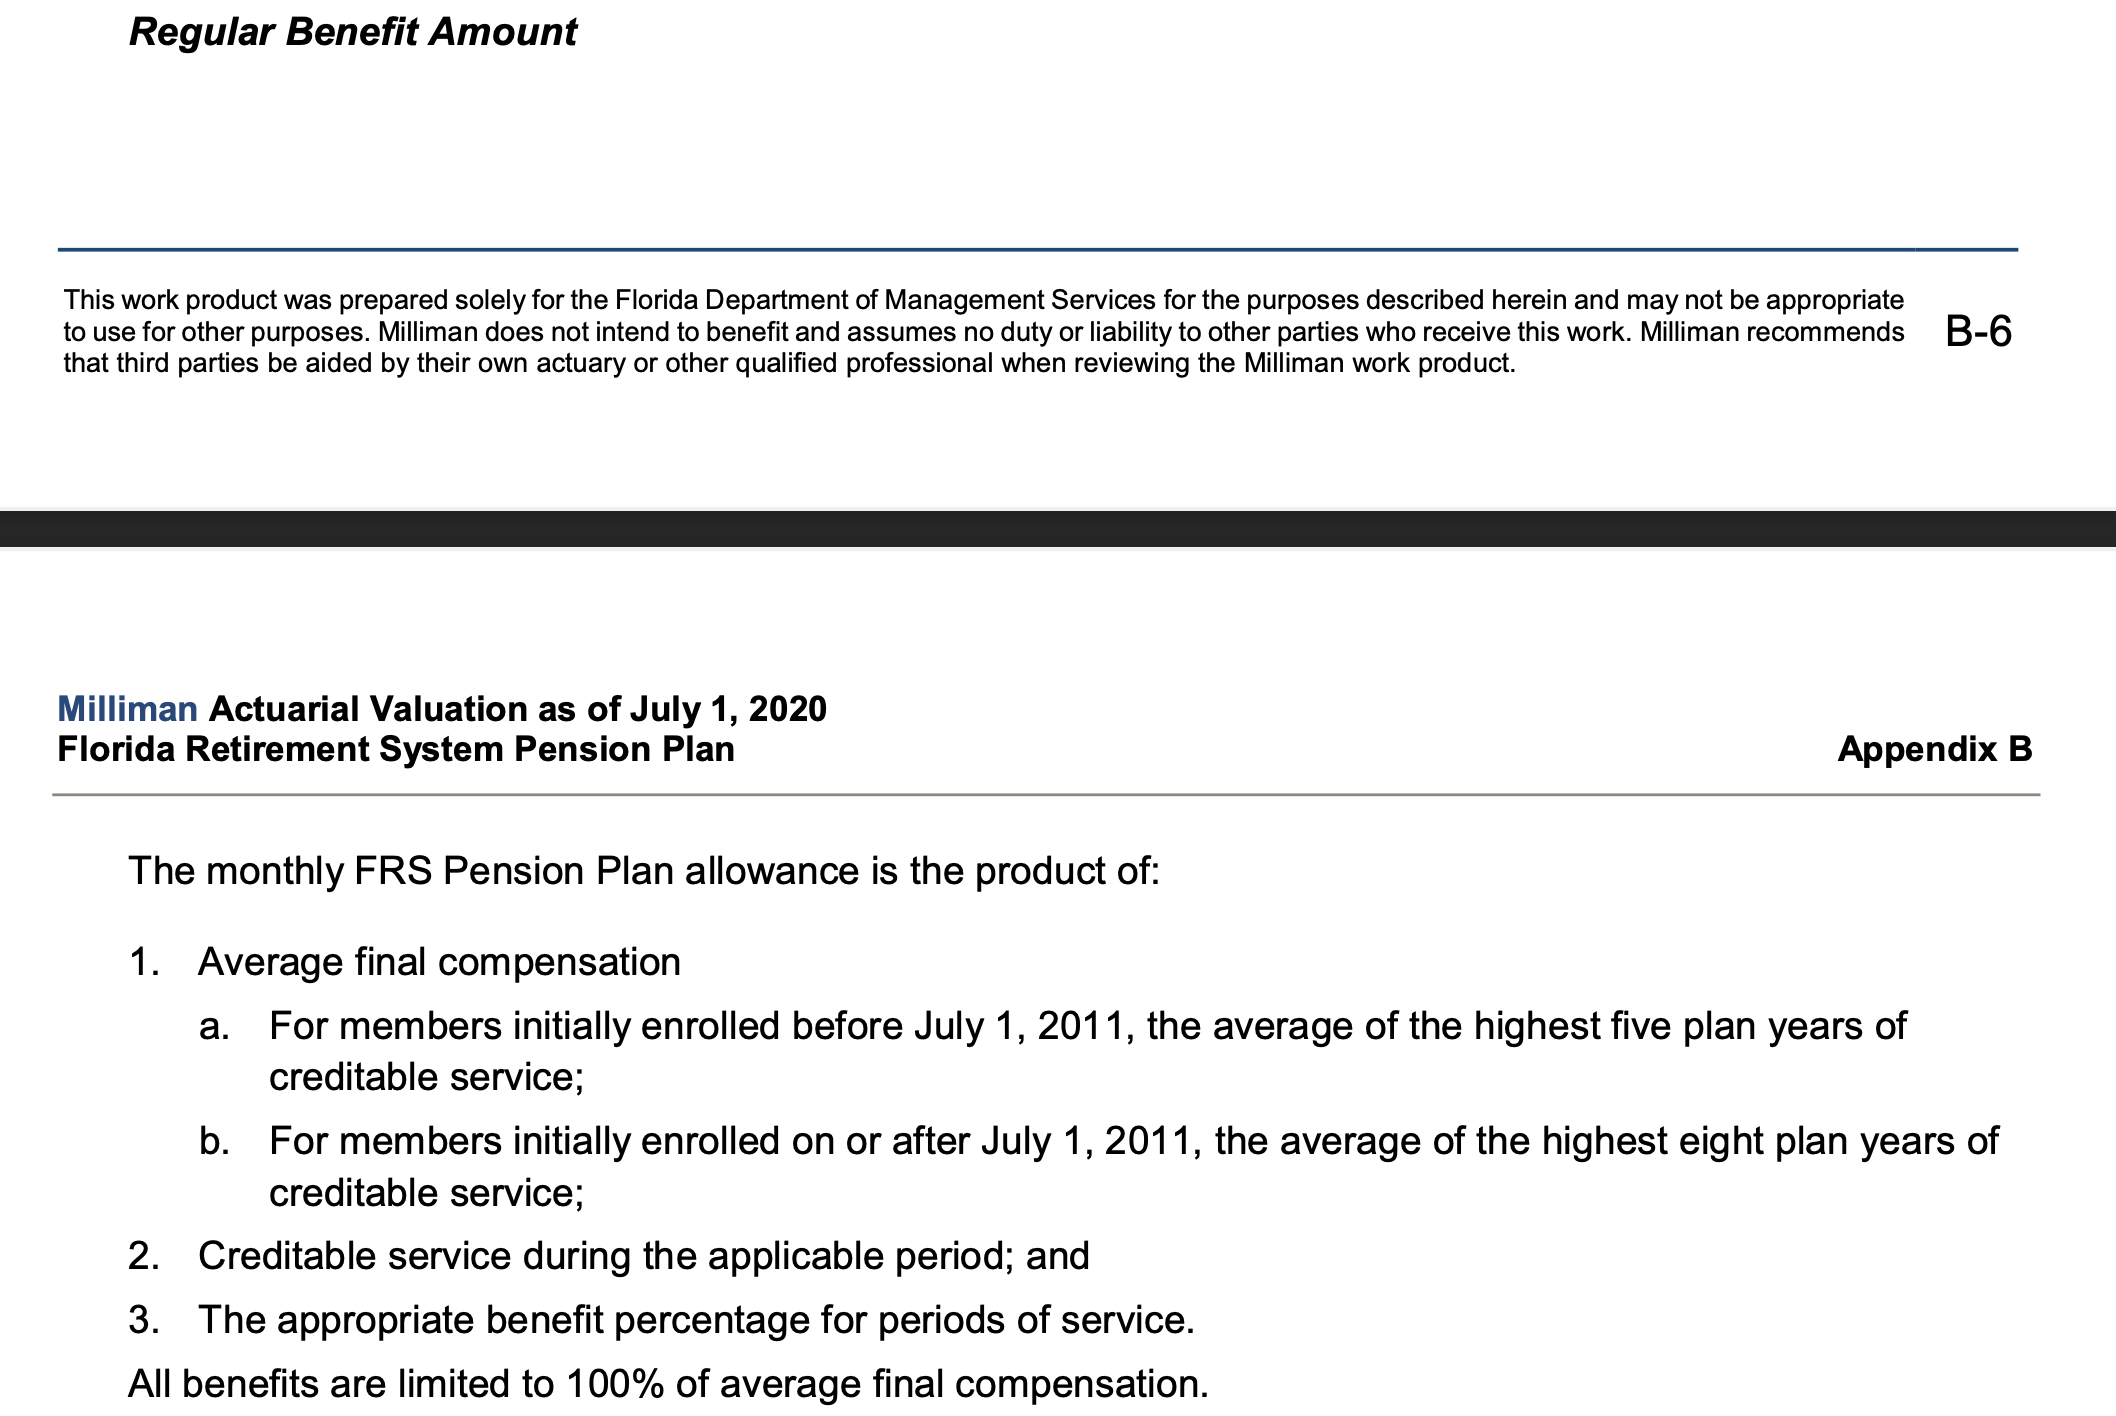 Regular Benefit Amount
This work product was prepared solely for the Florida Department of Management Services for the purposes described herein and may not be appropriate
to use for other purposes. Milliman does not intend to benefit and assumes no duty or liability to other parties who receive this work. Milliman recommends
that third parties be aided by their own actuary or other qualified professional when reviewing the Milliman work product.
B-6
Milliman Actuarial Valuation as of July 1, 2020
Florida Retirement System Pension Plan
Appendix B
The monthly FRS Pension Plan allowance is the product of:
1. Average final compensation
a. For members initially enrolled before July 1, 2011, the average of the highest five plan years of
creditable service;
b. For members initially enrolled on or after July 1, 2011, the average of the highest eight plan years of
creditable service;
2. Creditable service during the applicable period; and
3. The appropriate benefit percentage for periods of service.
All benefits are limited to 100% of average final compensation.